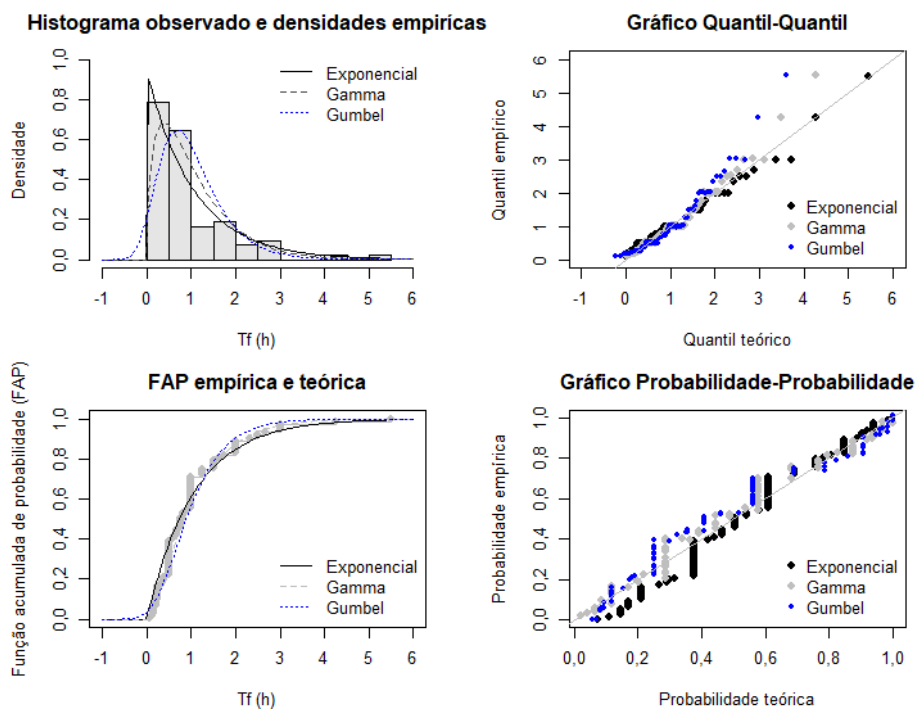 Histograma observado e densidades empíricas
Densidade
0,0 0,2 0,4 0,6 0,8 1,0
Exponencial
Gamma
Gumbel
-1 0 1 2 3 4 5 6
Tf (h)
Gráfico Quantil-Quantil
Quantil empírico
0 1 2 3 4 5 6
Exponencial
Gamma
Gumbel
-1 0 1 2 3 4 5 6
Quantil teórico
FAP empírica e teórica
Função acumulada de probabilidade (FAP)
0,0 0,2 0,4 0,6 0,8 1,0
Exponencial
Gamma
Gumbel
-1 0 1 2 3 4 5 6
Tf (h)
Gráfico Probabilidade-Probabilidade
Probabilidade empírica
0,0 0,2 0,4 0,6 0,8 1,0
Exponencial
Gamma
Gumbel
0,0 0,2 0,4 0,6 0,8 1,0
Probabilidade teórica